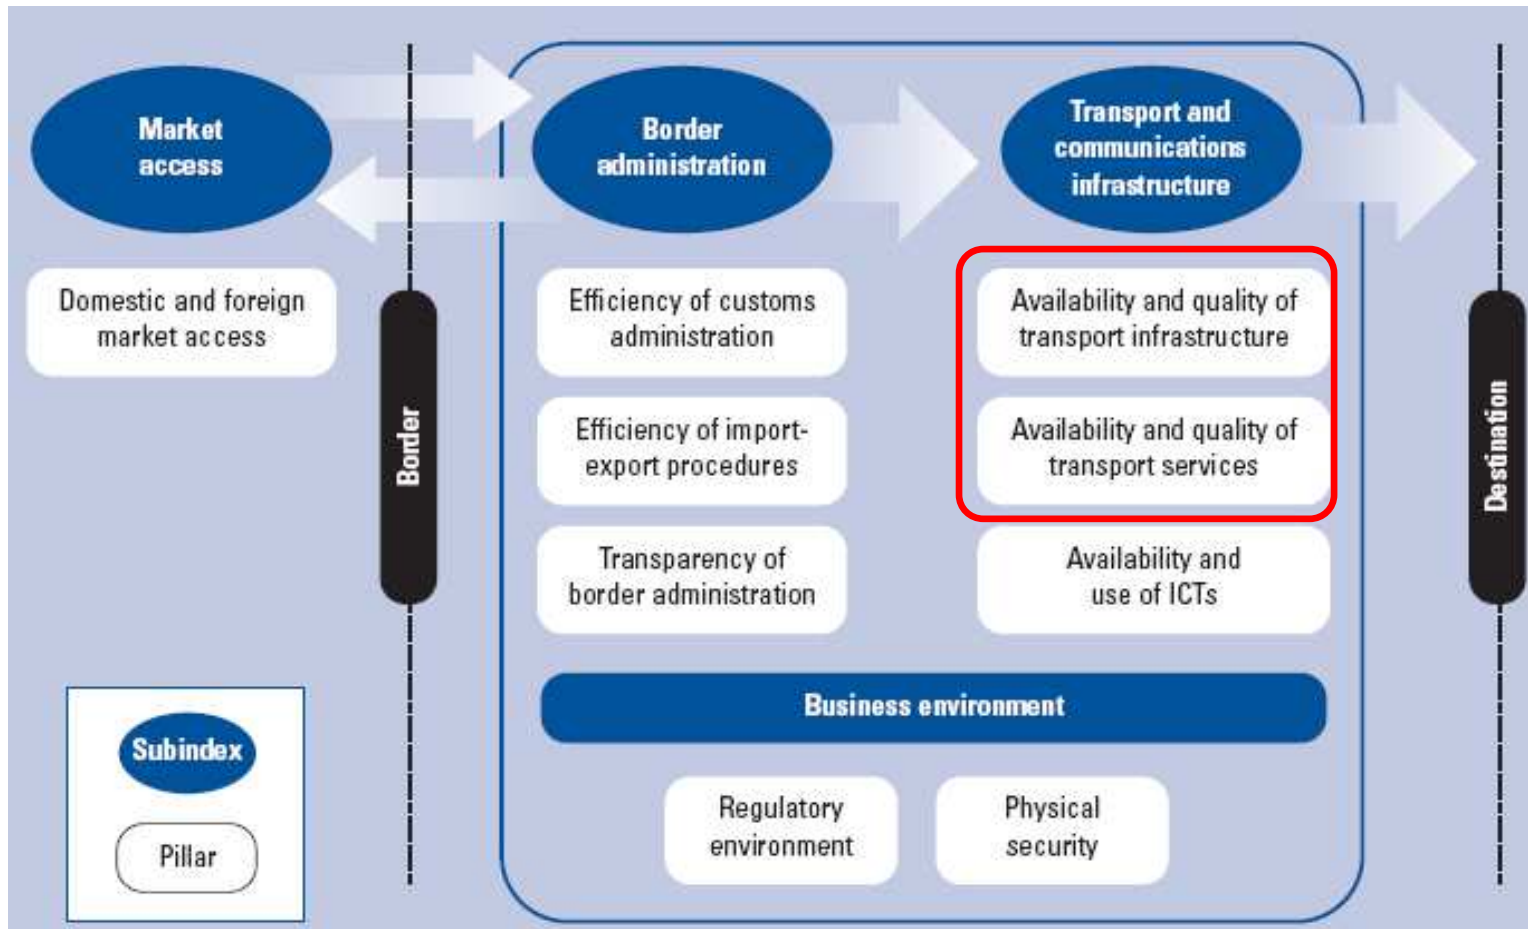 Market
access
Border
administration
Transport and
communications
infrastructure
Domestic and foreign
market access
Efficiency of customs
administration
Availability and quality of
transport infrastructure
Border
Efficiency of import-
export procedures
Availability and quality of
transport services
Destination
Transparency of
border administration
Availability and
use of ICTs
Business environment
Subindex
Pillar
Regulatory
environment
Physical
security